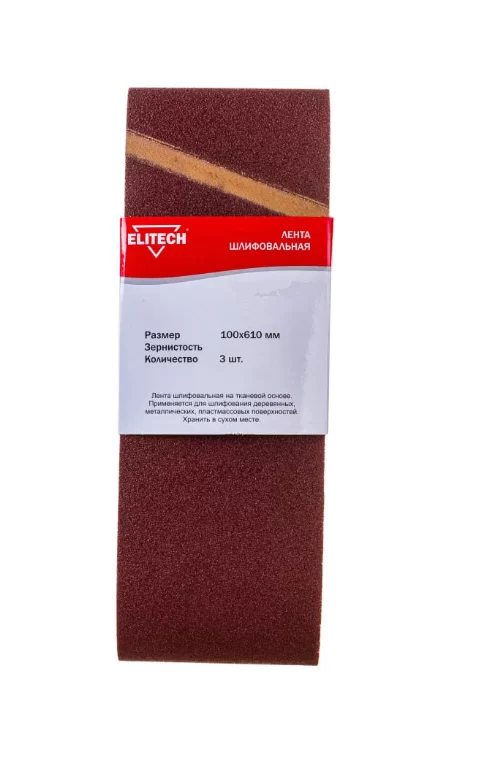 ELITECH
ЛЕНТА
ШЛИФОВАЛЬНАЯ
Размер 100х610 мм
Зернистость
Количество 3 шт.
Лента шлифовальная на тканевой основе.
Применяется для шлифования деревянных,
металлических, пластмассовых поверхностей.
Хранить в сухом месте.